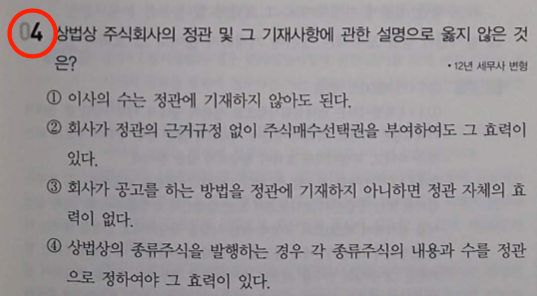 04 상법상 주식회사의 정관 및 그 기재사항에 관한 설명으로 옳지 않은 것
은?
• 12년 세무사 변형
① 이사의 수는 정관에 기재하지 않아도 된다.
② 회사가 정관의 근거규정 없이 주식매수선택권을 부여하여도 그 효력이
있다.
③ 회사가 공고를 하는 방법을 정관에 기재하지 아니하면 정관 자체의 효
력이 없다.
④ 상법상의 종류주식을 발행하는 경우 각 종류주식의 내용과 수를 정관
으로 정하여야 그 효력이 있다.